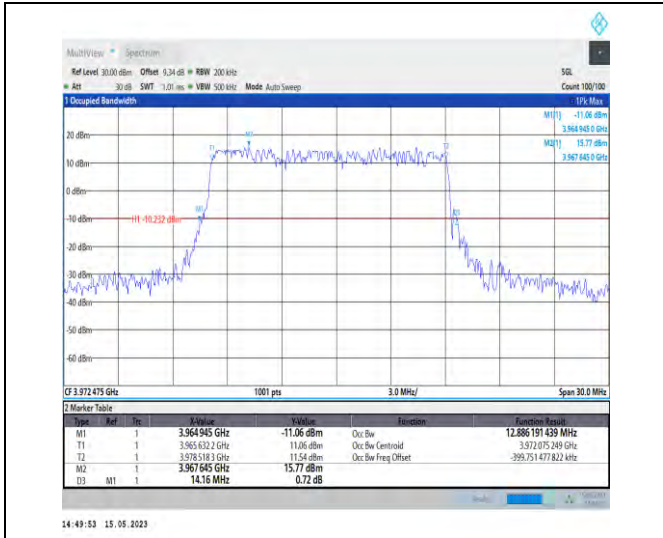 MultiView Spectrum
Ref Level 30.00 dBm Offset 9.34 dB RBW 200 kHz SGL
Att 30 dB SWT 1.01 ms VBW 500 kHz Mode Auto Sweep Count 100/100
1 Occupied Bandwidth 1Pk Max
M1[1] -11.06 dBm
3.964 945 0 GHz
M2[1] 15.77 dBm
3.967 645 0 GHz
20 dBm
M2
T1 T2
10 dBm
0 dBm
M1 D3
-10 dBm H1 -10.232 dBm
-20 dBm
-30 dBm
-40 dBm
-50 dBm
-60 dBm
CF 3.972 475 GHz 1001 pts 3.0 MHz/ Span 30.0 MHz
2 Marker Table
Type Ref Trc X-Value Y-Value Function Function Result
M1 1 3.964 945 GHz -11.06 dBm Occ Bw 12.886 191 439 MHz
T1 1 3.965 632 2 GHz 11.06 dBm Occ Bw Centroid 3.972 075 249 GHz
T2 1 3.978 518 3 GHz 11.54 dBm Occ Bw Freq Offset -399.751 477 822 kHz
M2 1 3.967 645 GHz 15.77 dBm
D3 M1 1 14.16 MHz 0.72 dB
14:49:53 15.05.2023